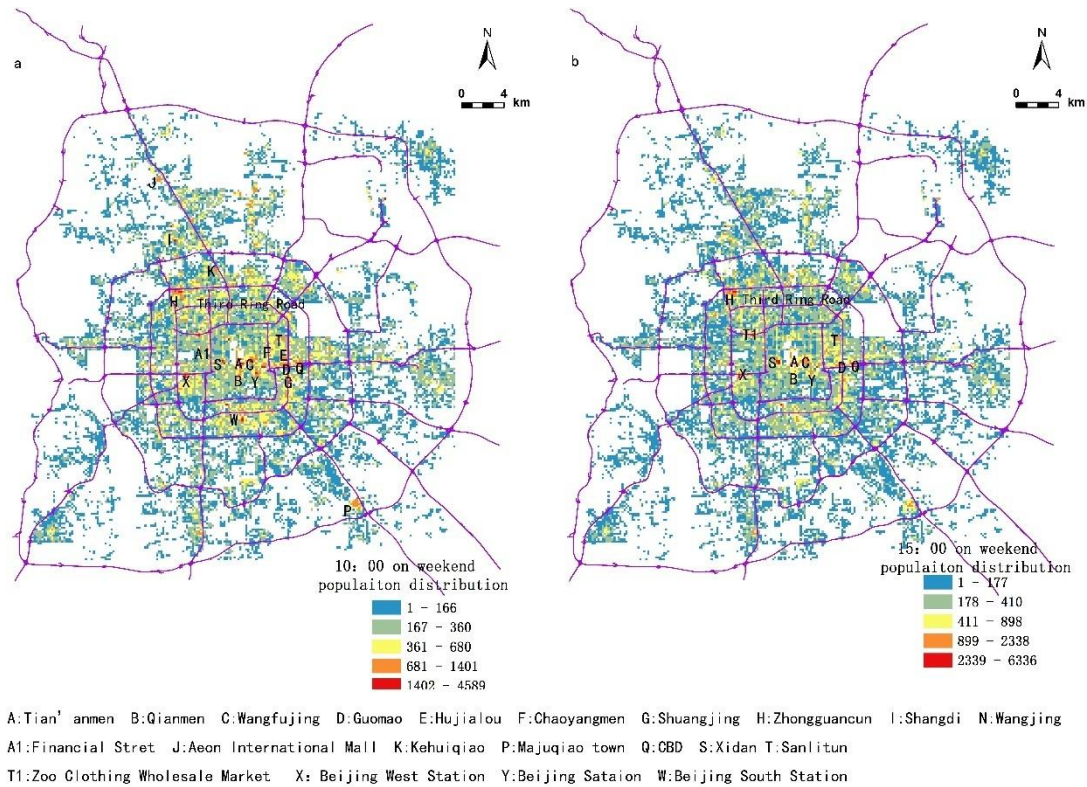 a
N
0 4 km
J
I
K
H
Third Ring Road
T
A1
F
E
S
A
C
D
Q
X
B
Y
G
W
P
10: 00 on weekend
populaiton distribution
1 - 166
167 - 360
361 - 680
681 - 1401
1402 - 4589
b
N
0 4 km
H
Third Ring Road
T
S
A
C
D
Q
X
B
Y
15: 00 on weekend
populaiton distribution
1 - 177
178 - 410
411 - 898
899 - 2338
2339 - 6336
A:Tian' anmen B:Qianmen C:Wangfujing D:Guomao E:Hujialou F:Chaoyangmen G:Shuangjing H:Zhongguancun I:Shangdi N:Wangjing
A1:Financial Stret J:Aeon International Mall K:Kehuiqiao P:Majuqiao town Q:CBD S:Xidan T:Sanlitun
T1:Zoo Clothing Wholesale Market X: Beijing West Station Y:Beijing Sataion W:Beijing South Station